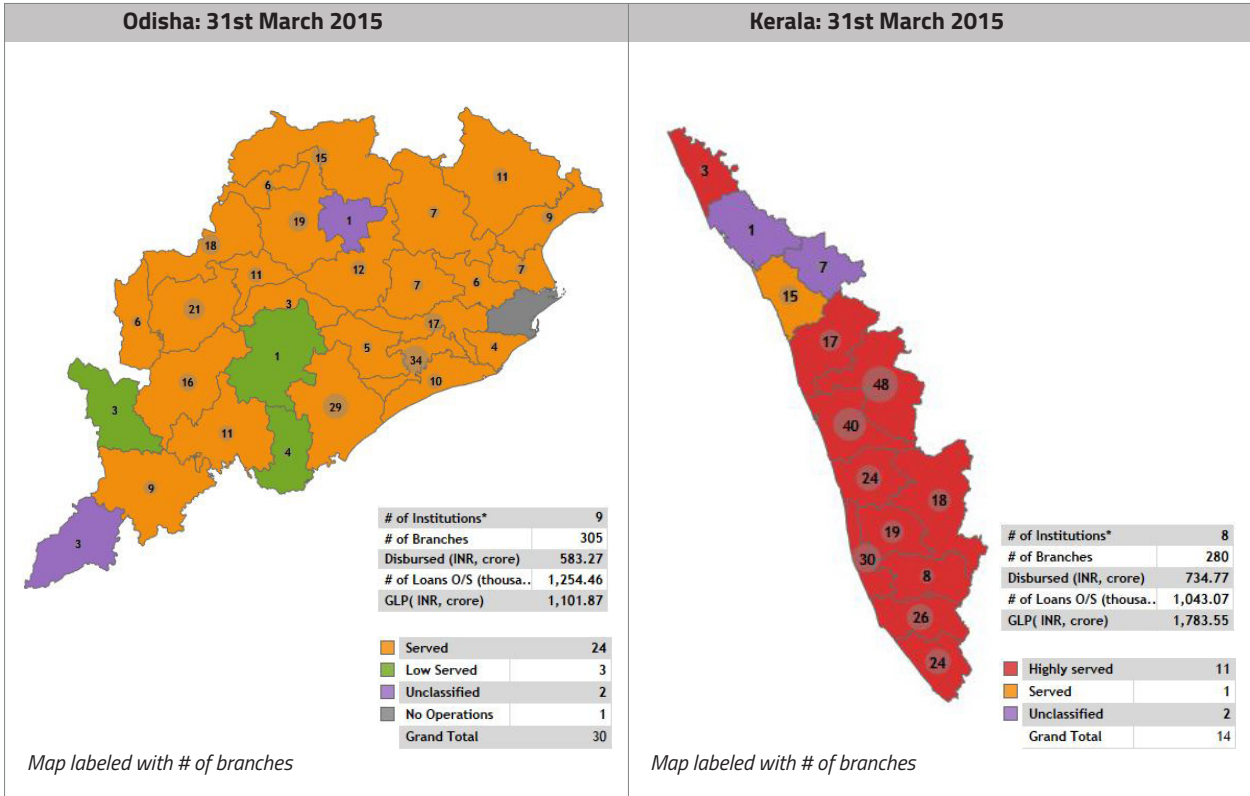 Odisha: 31st March 2015
15
11
6
7
19
1
9
18
12
7
11
7
6
21
3
6
17
5
4
1
34
16
10
3
29
11
4
9
3
# of Institutions* 9
# of Branches 305
Disbursed (INR, crore) 583.27
# of Loans O/S (thousa.. 1,254.46
GLP( INR, crore) 1,101.87
Served 24
Low Served 3
Unclassified 2
No Operations 1
Grand Total 30
Map labeled with # of branches
Kerala: 31st March 2015
3
1
7
15
17
48
40
24
18
19
30
8
26
24
# of Institutions* 8
# of Branches 280
Disbursed (INR, crore) 734.77
# of Loans O/S (thousa.. 1,043.07
GLP( INR, crore) 1,783.55
Highly served 11
Served 1
Unclassified 2
Grand Total 14
Map labeled with # of branches